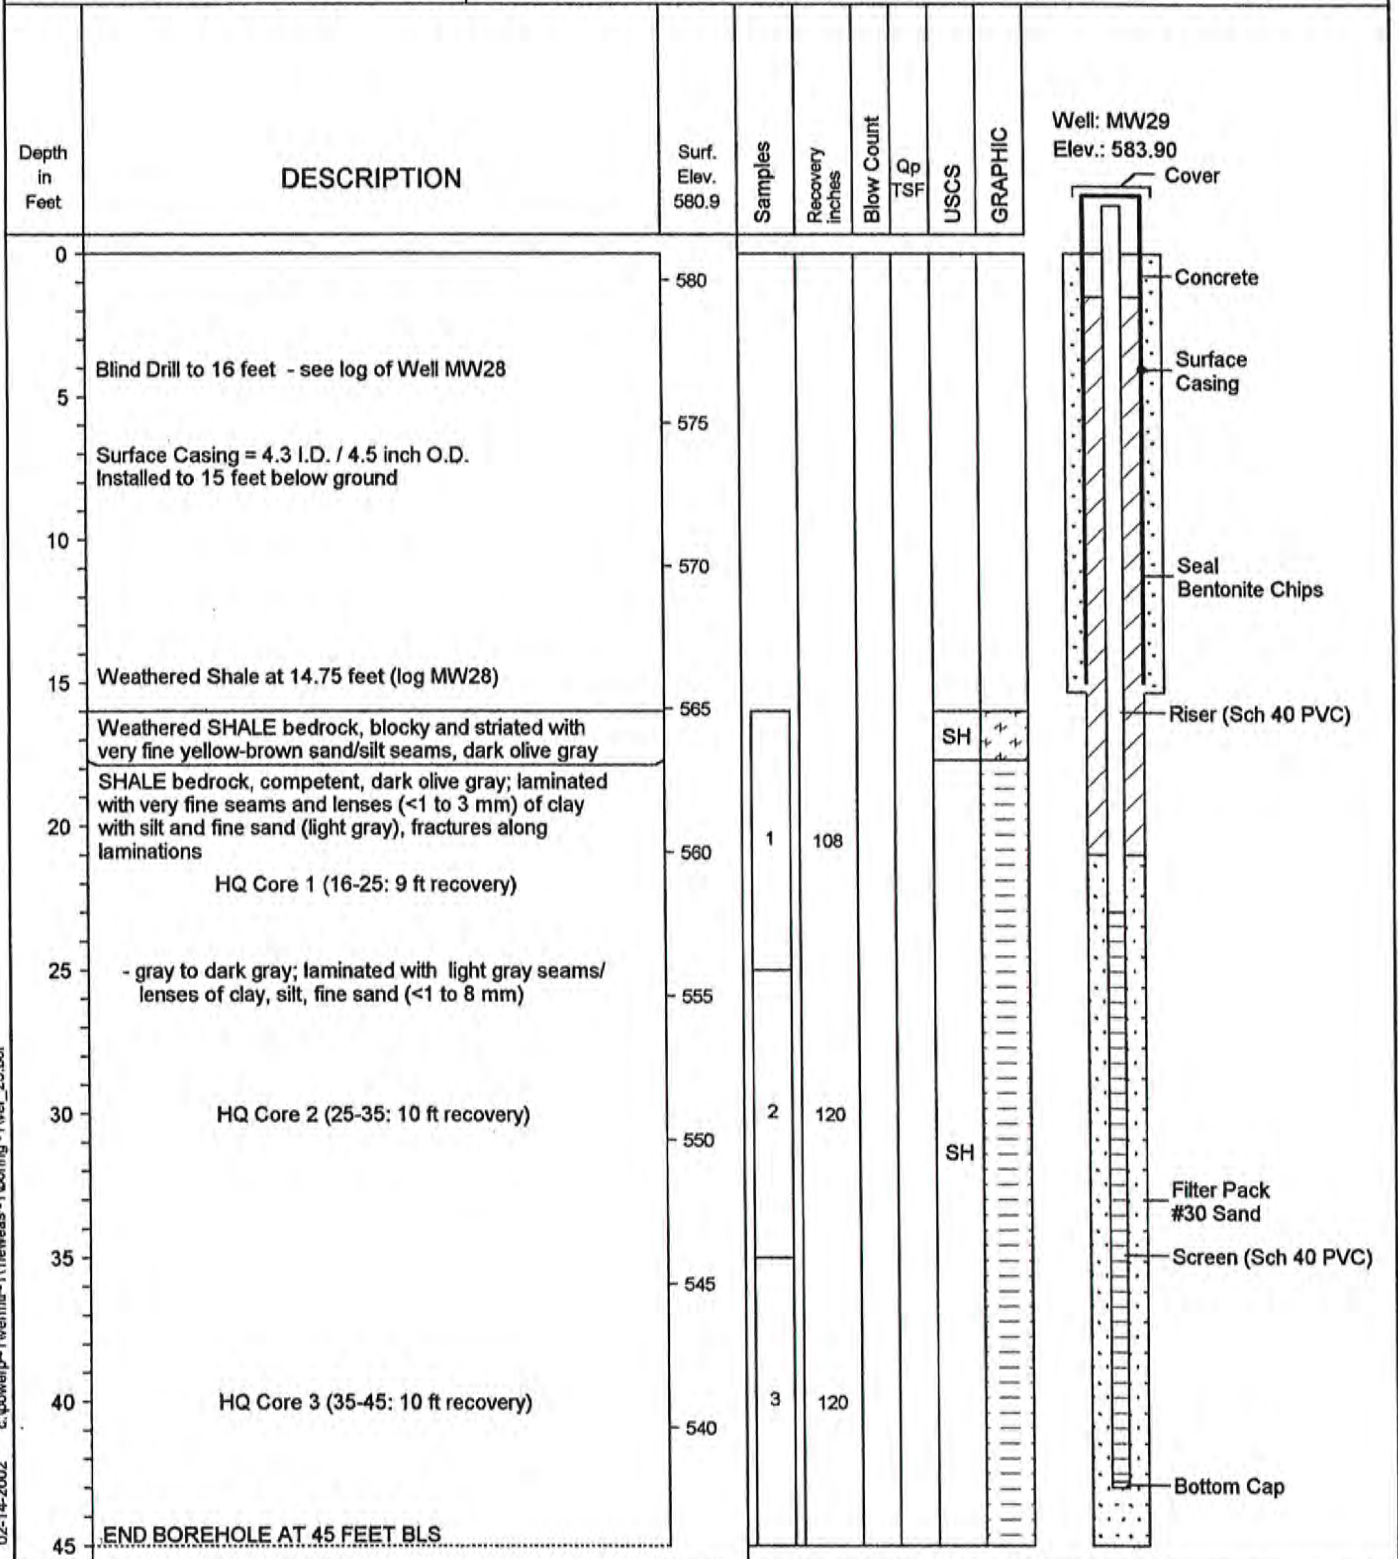 Depth
in
Feet
DESCRIPTION
Surf.
Elev.
580.9
Samples
Recovery
inches
Blow Count
Qp
TSF
USCS
GRAPHIC
Well: MW29
Elev.: 583.90
Cover
0
580
Concrete
Blind Drill to 16 feet - see log of Well MW28
Surface
Casing
5
575
Surface Casing = 4.3 I.D. / 4.5 inch O.D.
Installed to 15 feet below ground
10
570
Seal
Bentonite Chips
Weathered Shale at 14.75 feet (log MW28)
15
565
Riser (Sch 40 PVC)
Weathered SHALE bedrock, blocky and striated with
very fine yellow-brown sand/silt seams, dark olive gray
SH
SHALE bedrock, competent, dark olive gray; laminated
with very fine seams and lenses (<1 to 3 mm) of clay
with silt and fine sand (light gray), fractures along
laminations
20
560
1
108
HQ Core 1 (16-25: 9 ft recovery)
25
- gray to dark gray; laminated with light gray seams/
lenses of clay, silt, fine sand (<1 to 8 mm)
555
30
HQ Core 2 (25-35: 10 ft recovery)
2
120
550
SH
Filter Pack
#30 Sand
35
Screen (Sch 40 PVC)
545
40
HQ Core 3 (35-45: 10 ft recovery)
3
120
540
Bottom Cap
END BOREHOLE AT 45 FEET BLS
45
02-14-2002